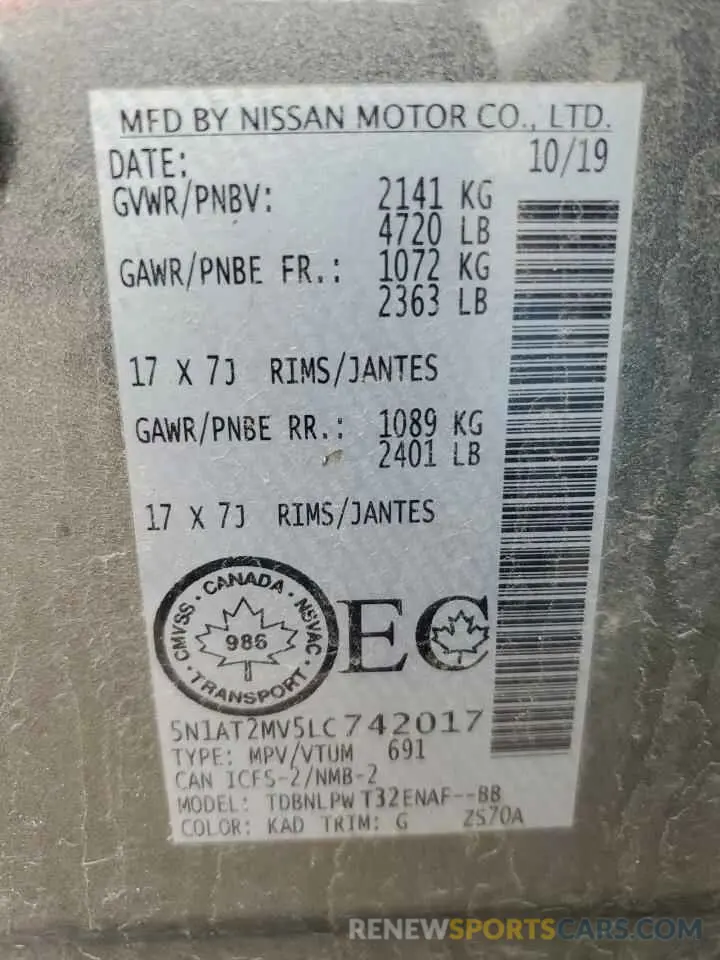 MFD BY NISSAN MOTOR CO., LTD.
DATE: 10/19
GVWR/PNBV: 2141 KG
4720 LB
GAWR/PNBE FR.: 1072 KG
2363 LB
17 X 7J RIMS/JANTES
GAWR/PNBE RR.: 1089 KG
2401 LB
17 X 7J RIMS/JANTES
CANADA
CMVSS · NSVAC
986
TRANSPORT
EC
5N1AT2MV5LC742017
TYPE: MPV/VTUM 691
CAN ICES-2/NMB-2
MODEL: TDBNLPW T32ENAF--BB
COLOR: KAD TRIM: G ZS70A
RENEWSPORTSCARS.COM